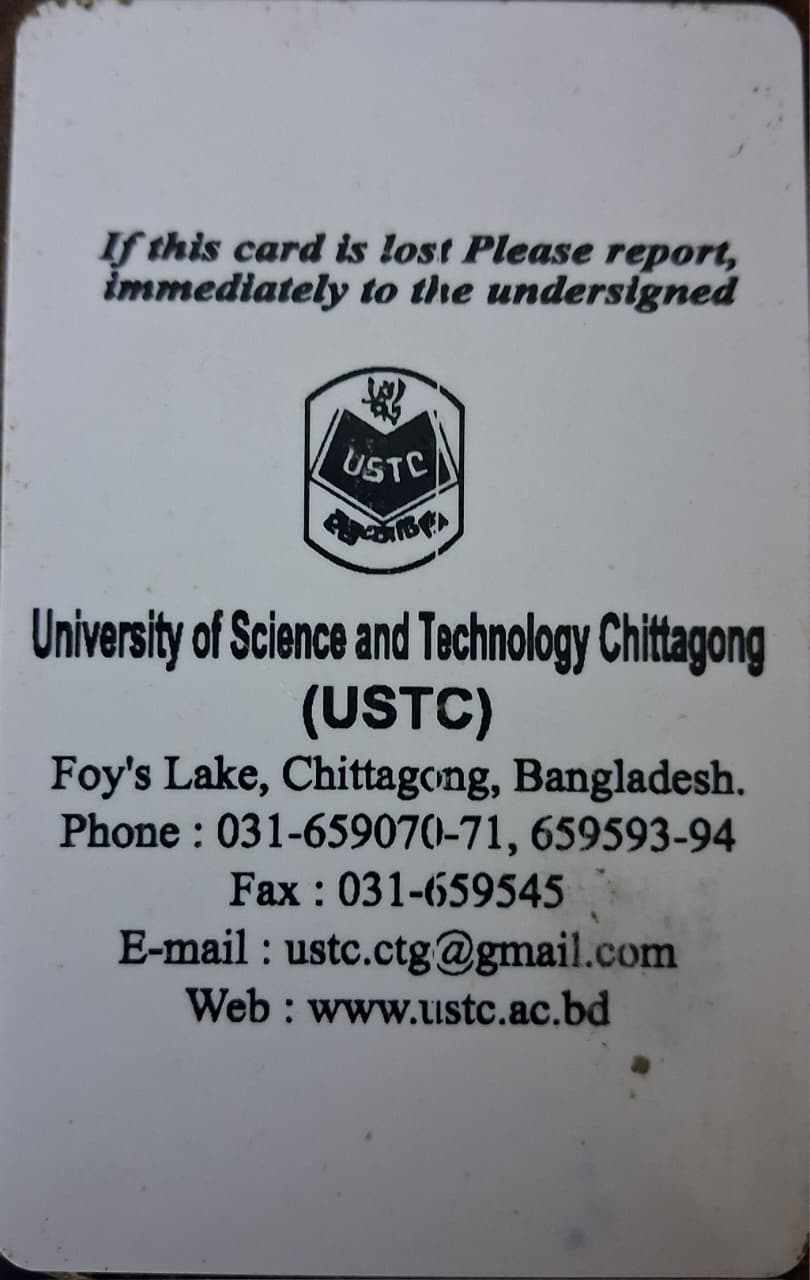 If this card is lost Please report,
immediately to the undersigned
USTC
University of Science and Technology Chittagong
(USTC)
Foy's Lake, Chittagong, Bangladesh.
Phone : 031-659070-71, 659593-94
Fax : 031-659545
E-mail : ustc.ctg@gmail.com
Web : www.ustc.ac.bd